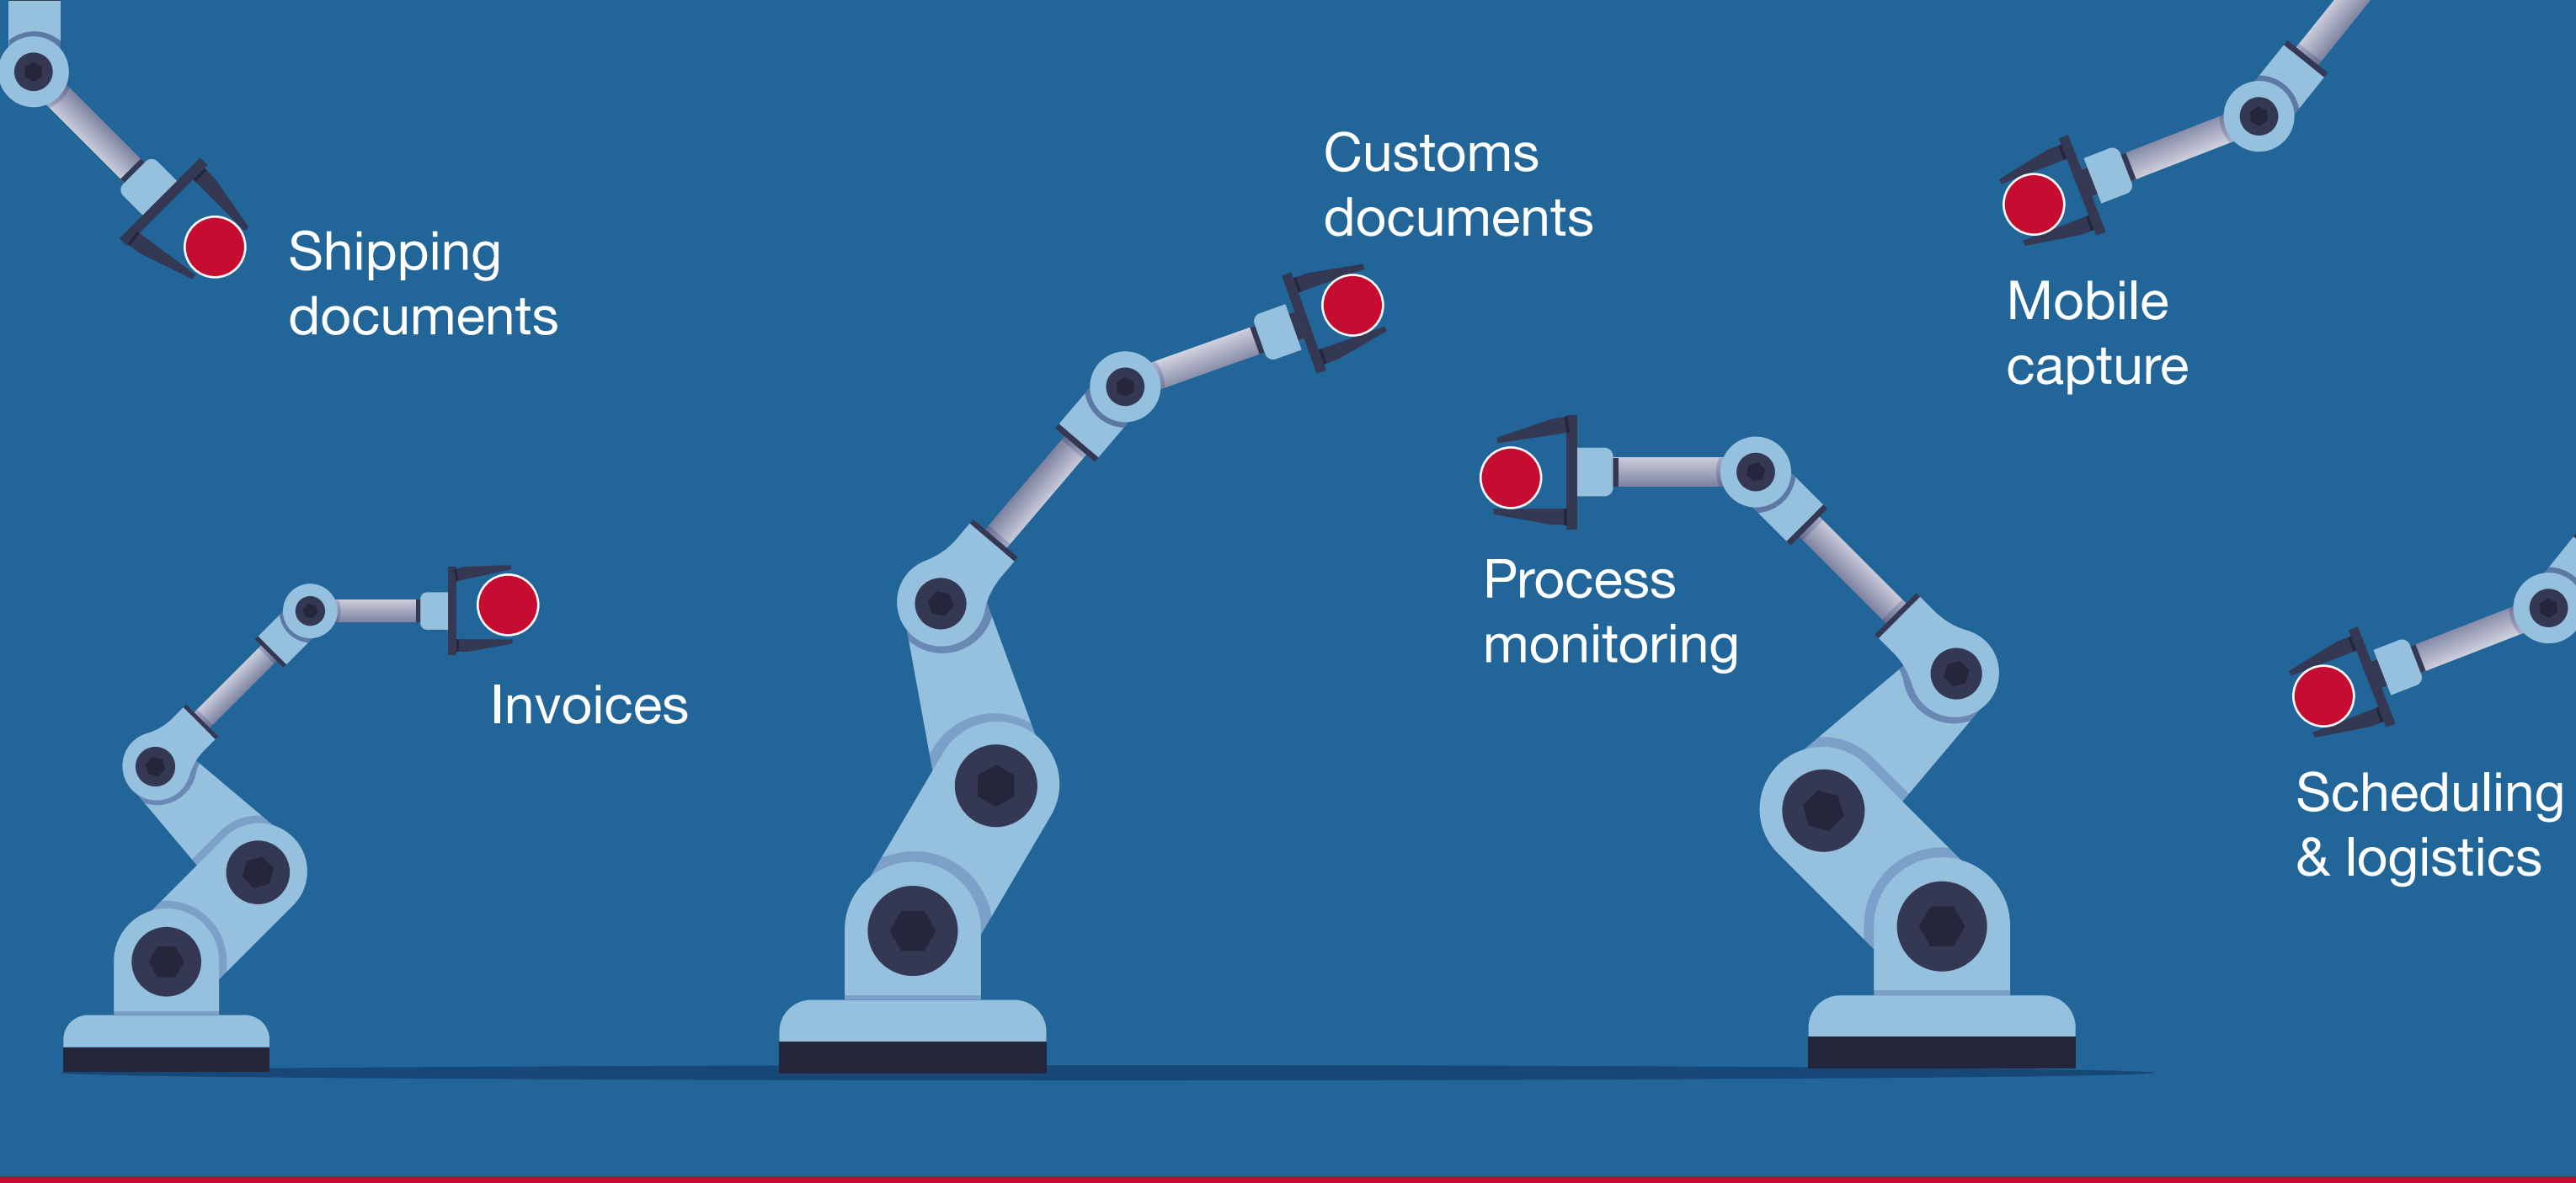 Shipping
documents
Invoices
Customs
documents
Process
monitoring
Mobile
capture
Scheduling
& logistics